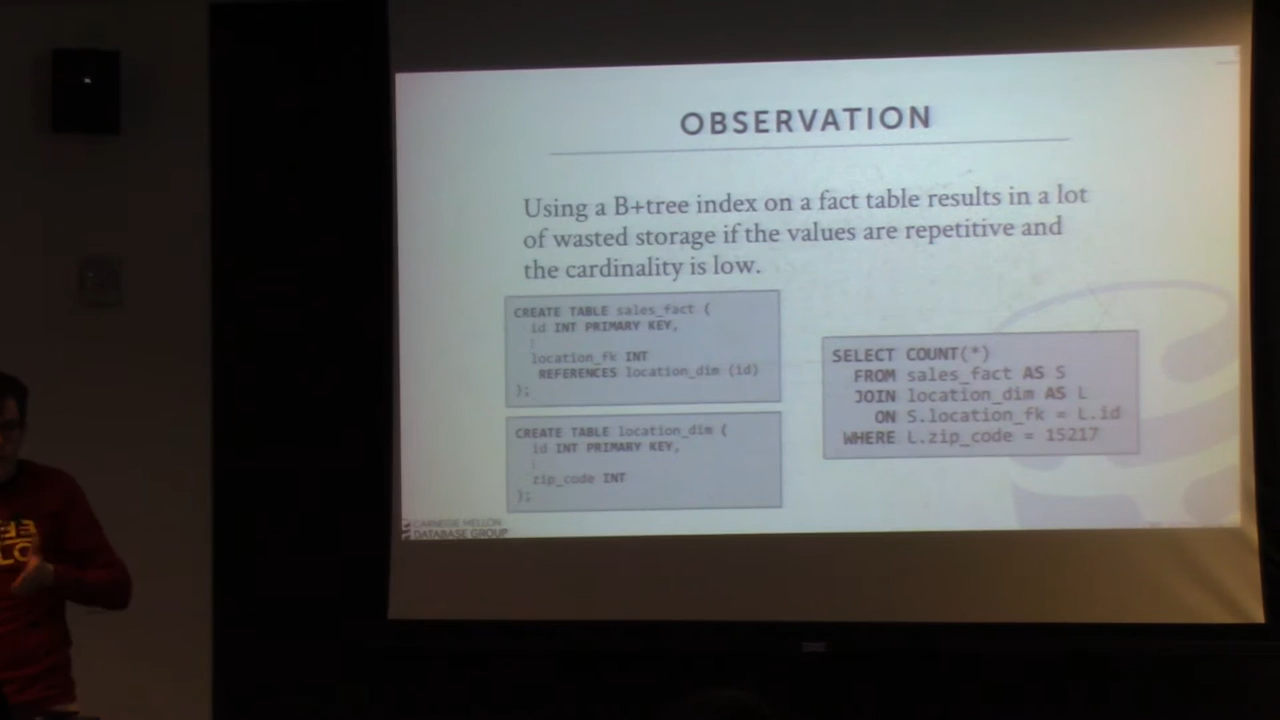 OBSERVATION
Using a B+tree index on a fact table results in a lot
of wasted storage if the values are repetitive and
the cardinality is low.
CREATE TABLE sales_fact (
id INT PRIMARY KEY,
⋮
location_fk INT
REFERENCES location_dim (id)
);
CREATE TABLE location_dim (
id INT PRIMARY KEY,
⋮
zip_code INT
);
SELECT COUNT(*)
FROM sales_fact AS S
JOIN location_dim AS L
ON S.location_fk = L.id
WHERE L.zip_code = 15217
CARNEGIE MELLON
DATABASE GROUP